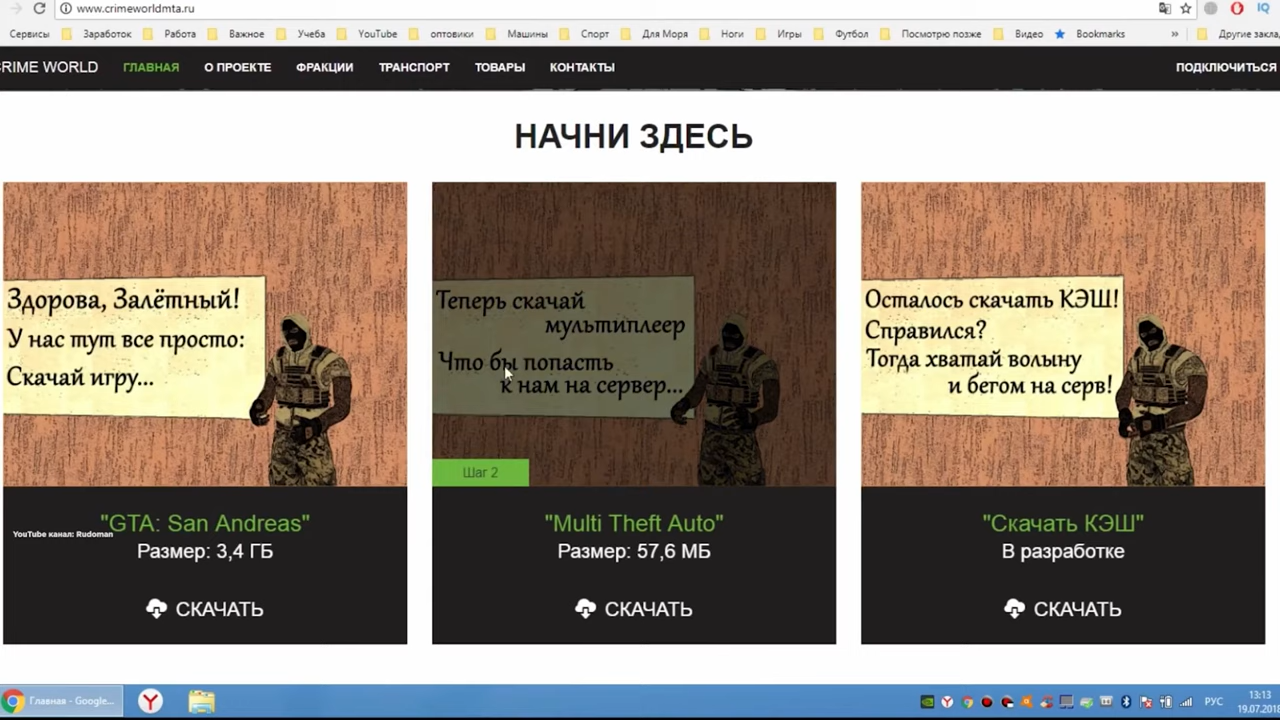 www.crimeworldmta.ru
Сервисы Заработок Работа Важное Учеба YouTube оптовики Машины Спорт Для Моря Ноги Игры Футбол Посмотрю позже Видео Bookmarks » Другие закла
CRIME WORLD ГЛАВНАЯ О ПРОЕКТЕ ФРАКЦИИ ТРАНСПОРТ ТОВАРЫ КОНТАКТЫ ПОДКЛЮЧИТЬСЯ
НАЧНИ ЗДЕСЬ
Здорова, Залётный!
У нас тут все просто:
Скачай игру...
"GTA: San Andreas"
YouTube канал: Rudoman
Размер: 3,4 ГБ
СКАЧАТЬ
Теперь скачай
мультиплеер
Что бы попасть
к нам на сервер...
Шаг 2
"Multi Theft Auto"
Размер: 57,6 МБ
СКАЧАТЬ
Осталось скачать КЭШ!
Справился?
Тогда хватай волыну
и бегом на серв!
"Скачать КЭШ"
В разработке
СКАЧАТЬ
Главная - Google...
РУС
13:13
19.07.2018